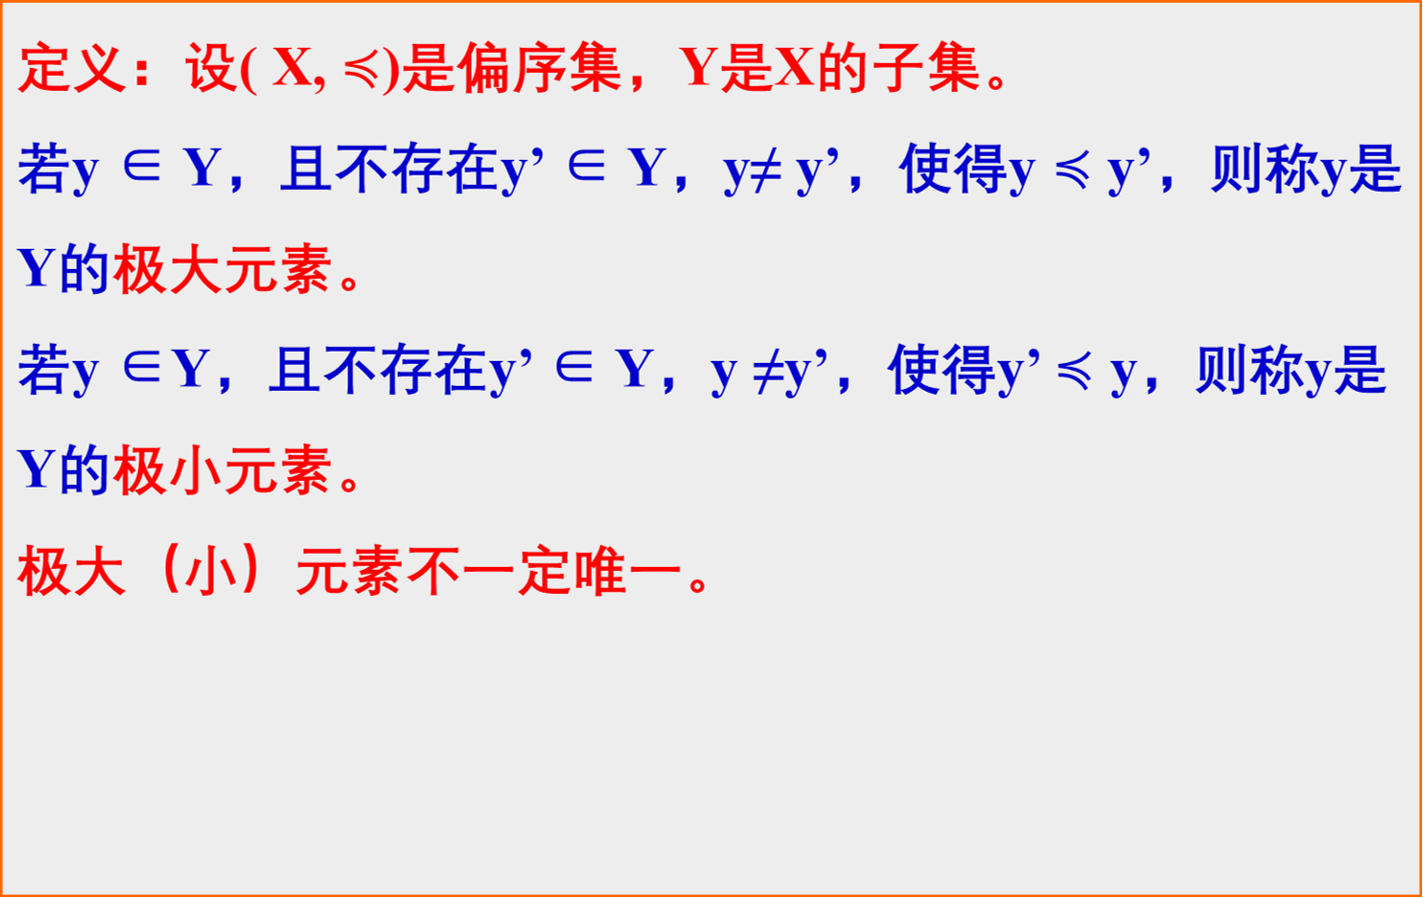 定义：设( X, ≼)是偏序集，Y是X的子集。
若y ∈ Y，且不存在y’ ∈ Y，y≠ y’，使得y ≼ y’，则称y是
Y的极大元素。
若y ∈Y，且不存在y’ ∈ Y，y ≠y’，使得y’ ≼ y，则称y是
Y的极小元素。
极大（小）元素不一定唯一。